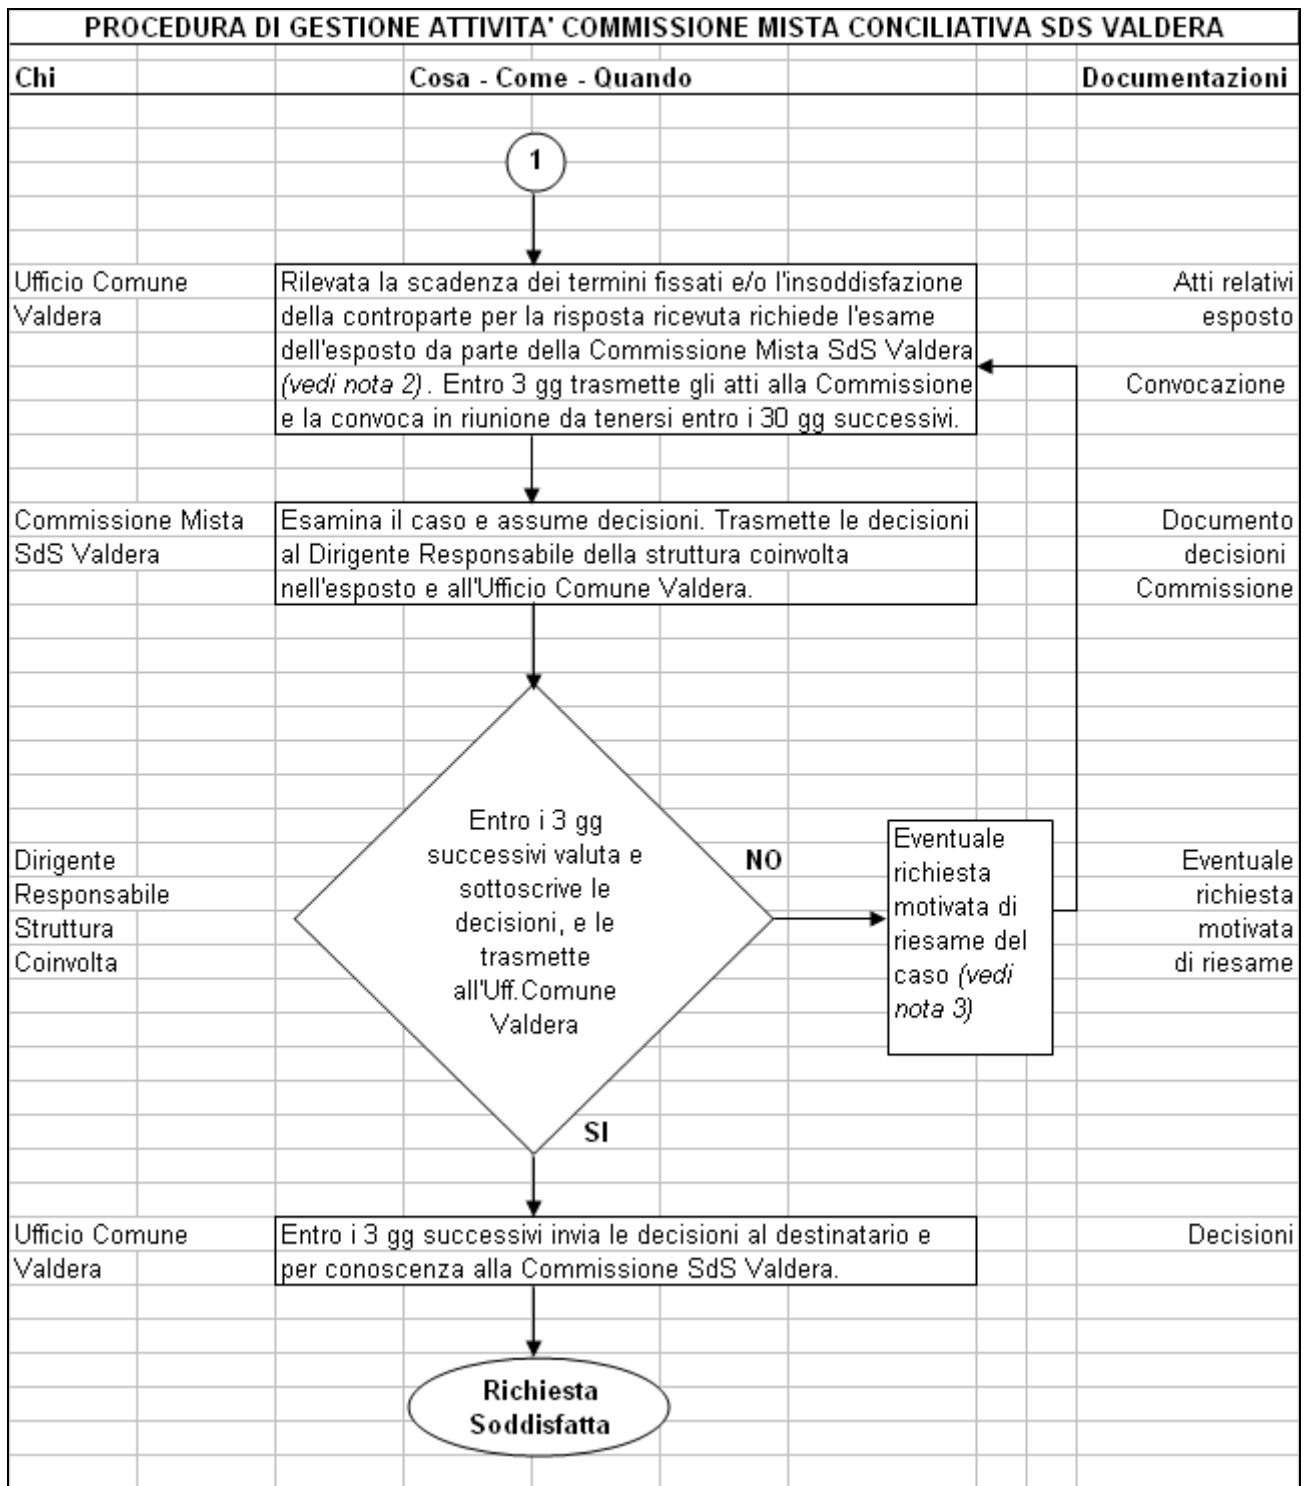 PROCEDURA DI GESTIONE ATTIVITA' COMMISSIONE MISTA CONCILIATIVA SDS VALDERA
Chi
Cosa - Come - Quando
Documentazioni
1
Ufficio Comune
Valdera
Rilevata la scadenza dei termini fissati e/o l'insoddisfazione
della controparte per la risposta ricevuta richiede l'esame
dell'esposto da parte della Commissione Mista SdS Valdera
(vedi nota 2). Entro 3 gg trasmette gli atti alla Commissione
e la convoca in riunione da tenersi entro i 30 gg successivi.
Atti relativi
esposto
Convocazione
Commissione Mista
SdS Valdera
Esamina il caso e assume decisioni. Trasmette le decisioni
al Dirigente Responsabile della struttura coinvolta
nell'esposto e all'Ufficio Comune Valdera.
Documento
decisioni
Commissione
Dirigente
Responsabile
Struttura
Coinvolta
Entro i 3 gg
successivi valuta e
sottoscrive le
decisioni, e le
trasmette
all'Uff.Comune
Valdera
NO
Eventuale
richiesta
motivata di
riesame del
caso (vedi
nota 3)
Eventuale
richiesta
motivata
di riesame
SI
Ufficio Comune
Valdera
Entro i 3 gg successivi invia le decisioni al destinatario e
per conoscenza alla Commissione SdS Valdera.
Decisioni
Richiesta
Soddisfatta